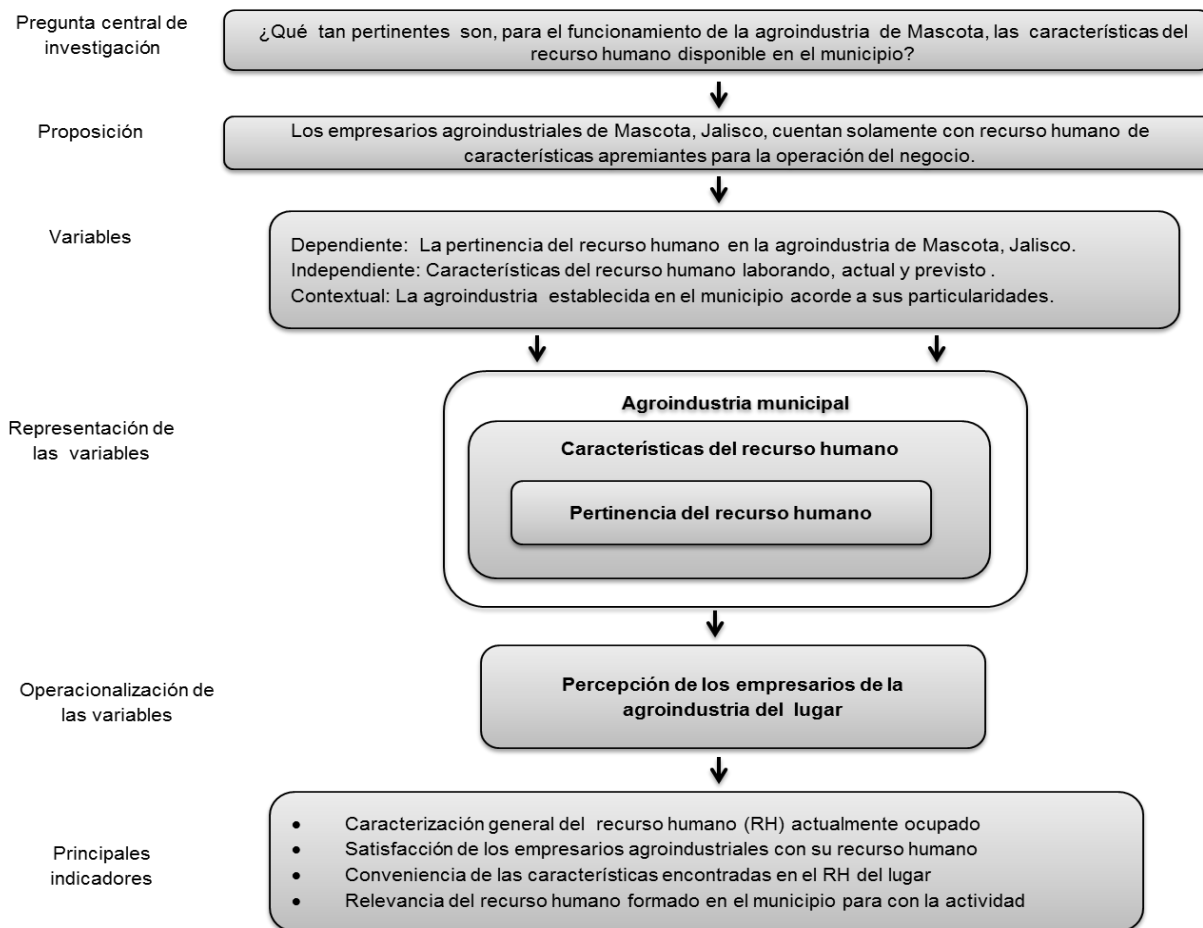 Pregunta central de
investigación
¿Qué tan pertinentes son, para el funcionamiento de la agroindustria de Mascota, las características del
recurso humano disponible en el municipio?
Proposición
Los empresarios agroindustriales de Mascota, Jalisco, cuentan solamente con recurso humano de
características apremiantes para la operación del negocio.
Variables
Dependiente: La pertinencia del recurso humano en la agroindustria de Mascota, Jalisco.
Independiente: Características del recurso humano laborando, actual y previsto .
Contextual: La agroindustria establecida en el municipio acorde a sus particularidades.
Representación de
las variables
Agroindustria municipal
Características del recurso humano
Pertinencia del recurso humano
Operacionalización de
las variables
Percepción de los empresarios de la
agroindustria del lugar
Principales
indicadores
• Caracterización general del recurso humano (RH) actualmente ocupado
• Satisfacción de los empresarios agroindustriales con su recurso humano
• Conveniencia de las características encontradas en el RH del lugar
• Relevancia del recurso humano formado en el municipio para con la actividad